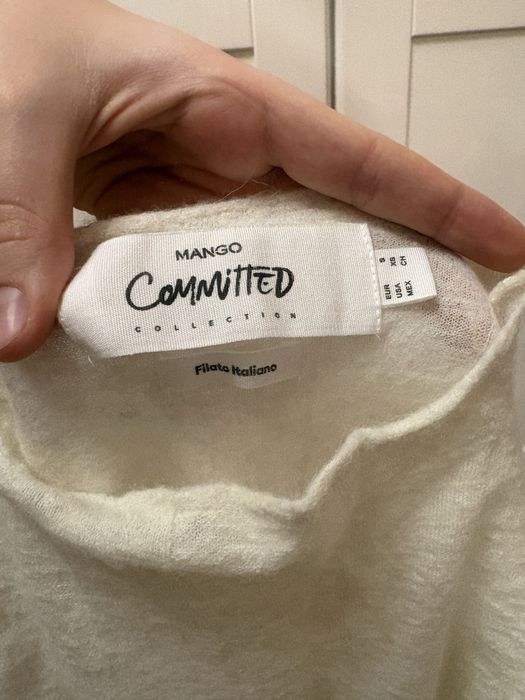 MANGO
COMMITTED
COLLECTION
Filato Italiano
EUR S
USA XS
MEX CH